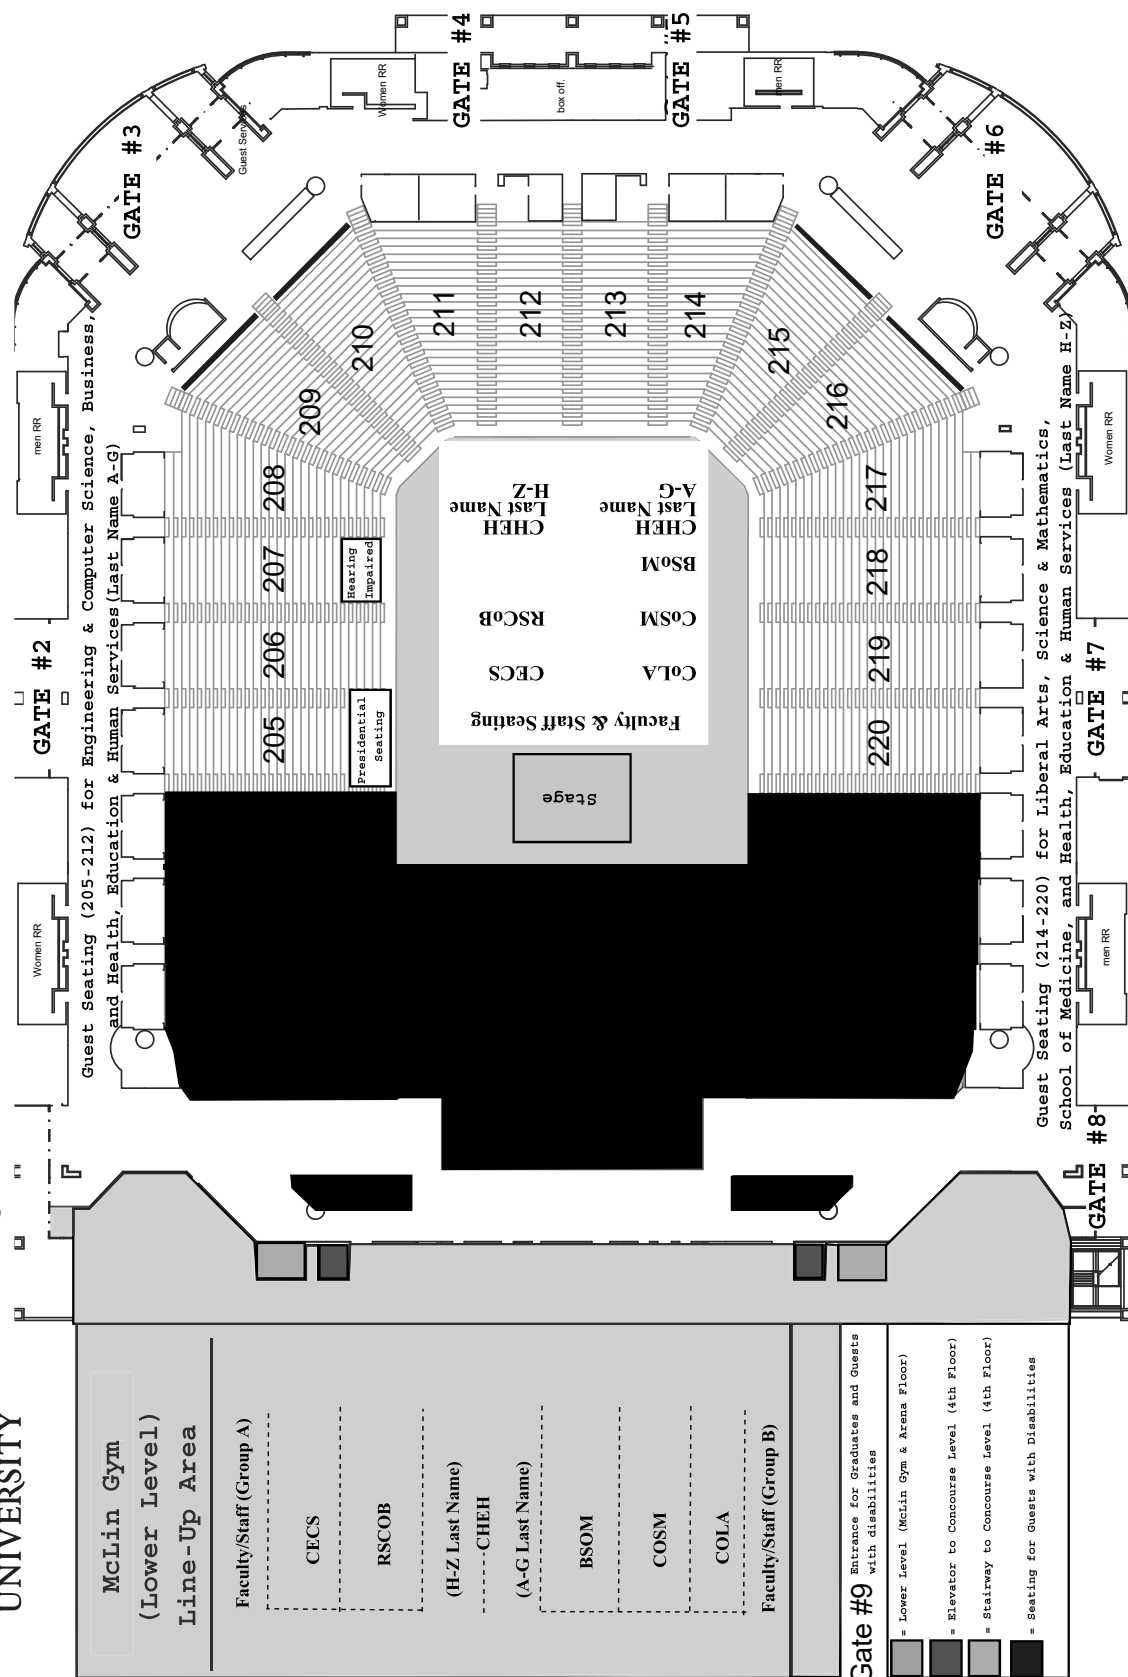 GATE #4
GATE #5
Women RR
box off.
men RR
GATE #3
Guest Services
GATE #6
211
212
213
214
210
215
209
216
men RR
Women RR
Guest Seating (205-212) for Engineering & Computer Science, Business,
and Health, Education & Human Services(Last Name A-G)
Guest Seating (214-220) for Liberal Arts, Science & Mathematics,
School of Medicine, and Health, Education & Human Services (Last Name H-Z)
208
217
207
218
206
219
205
220
Hearing
Impaired
Presidential
Seating
CHEH
Last Name
H-Z
CHEH
Last Name
A-G
BSoM
RSCoB
CoSM
CECS
CoLA
Faculty & Staff Seating
Stage
GATE #2
GATE #7
Women RR
men RR
GATE #8
UNIVERSITY
McLin Gym
(Lower Level)
Line-Up Area
Faculty/Staff (Group A)
CECS
RSCOB
(H-Z Last Name)
CHEH
(A-G Last Name)
BSOM
COSM
COLA
Faculty/Staff (Group B)
Gate #9 Entrance for Graduates and Guests
with disabilities
= Lower Level (McLin Gym & Arena Floor)
= Elevator to Concourse Level (4th Floor)
= Stairway to Concourse Level (4th Floor)
= Seating for Guests with Disabilities